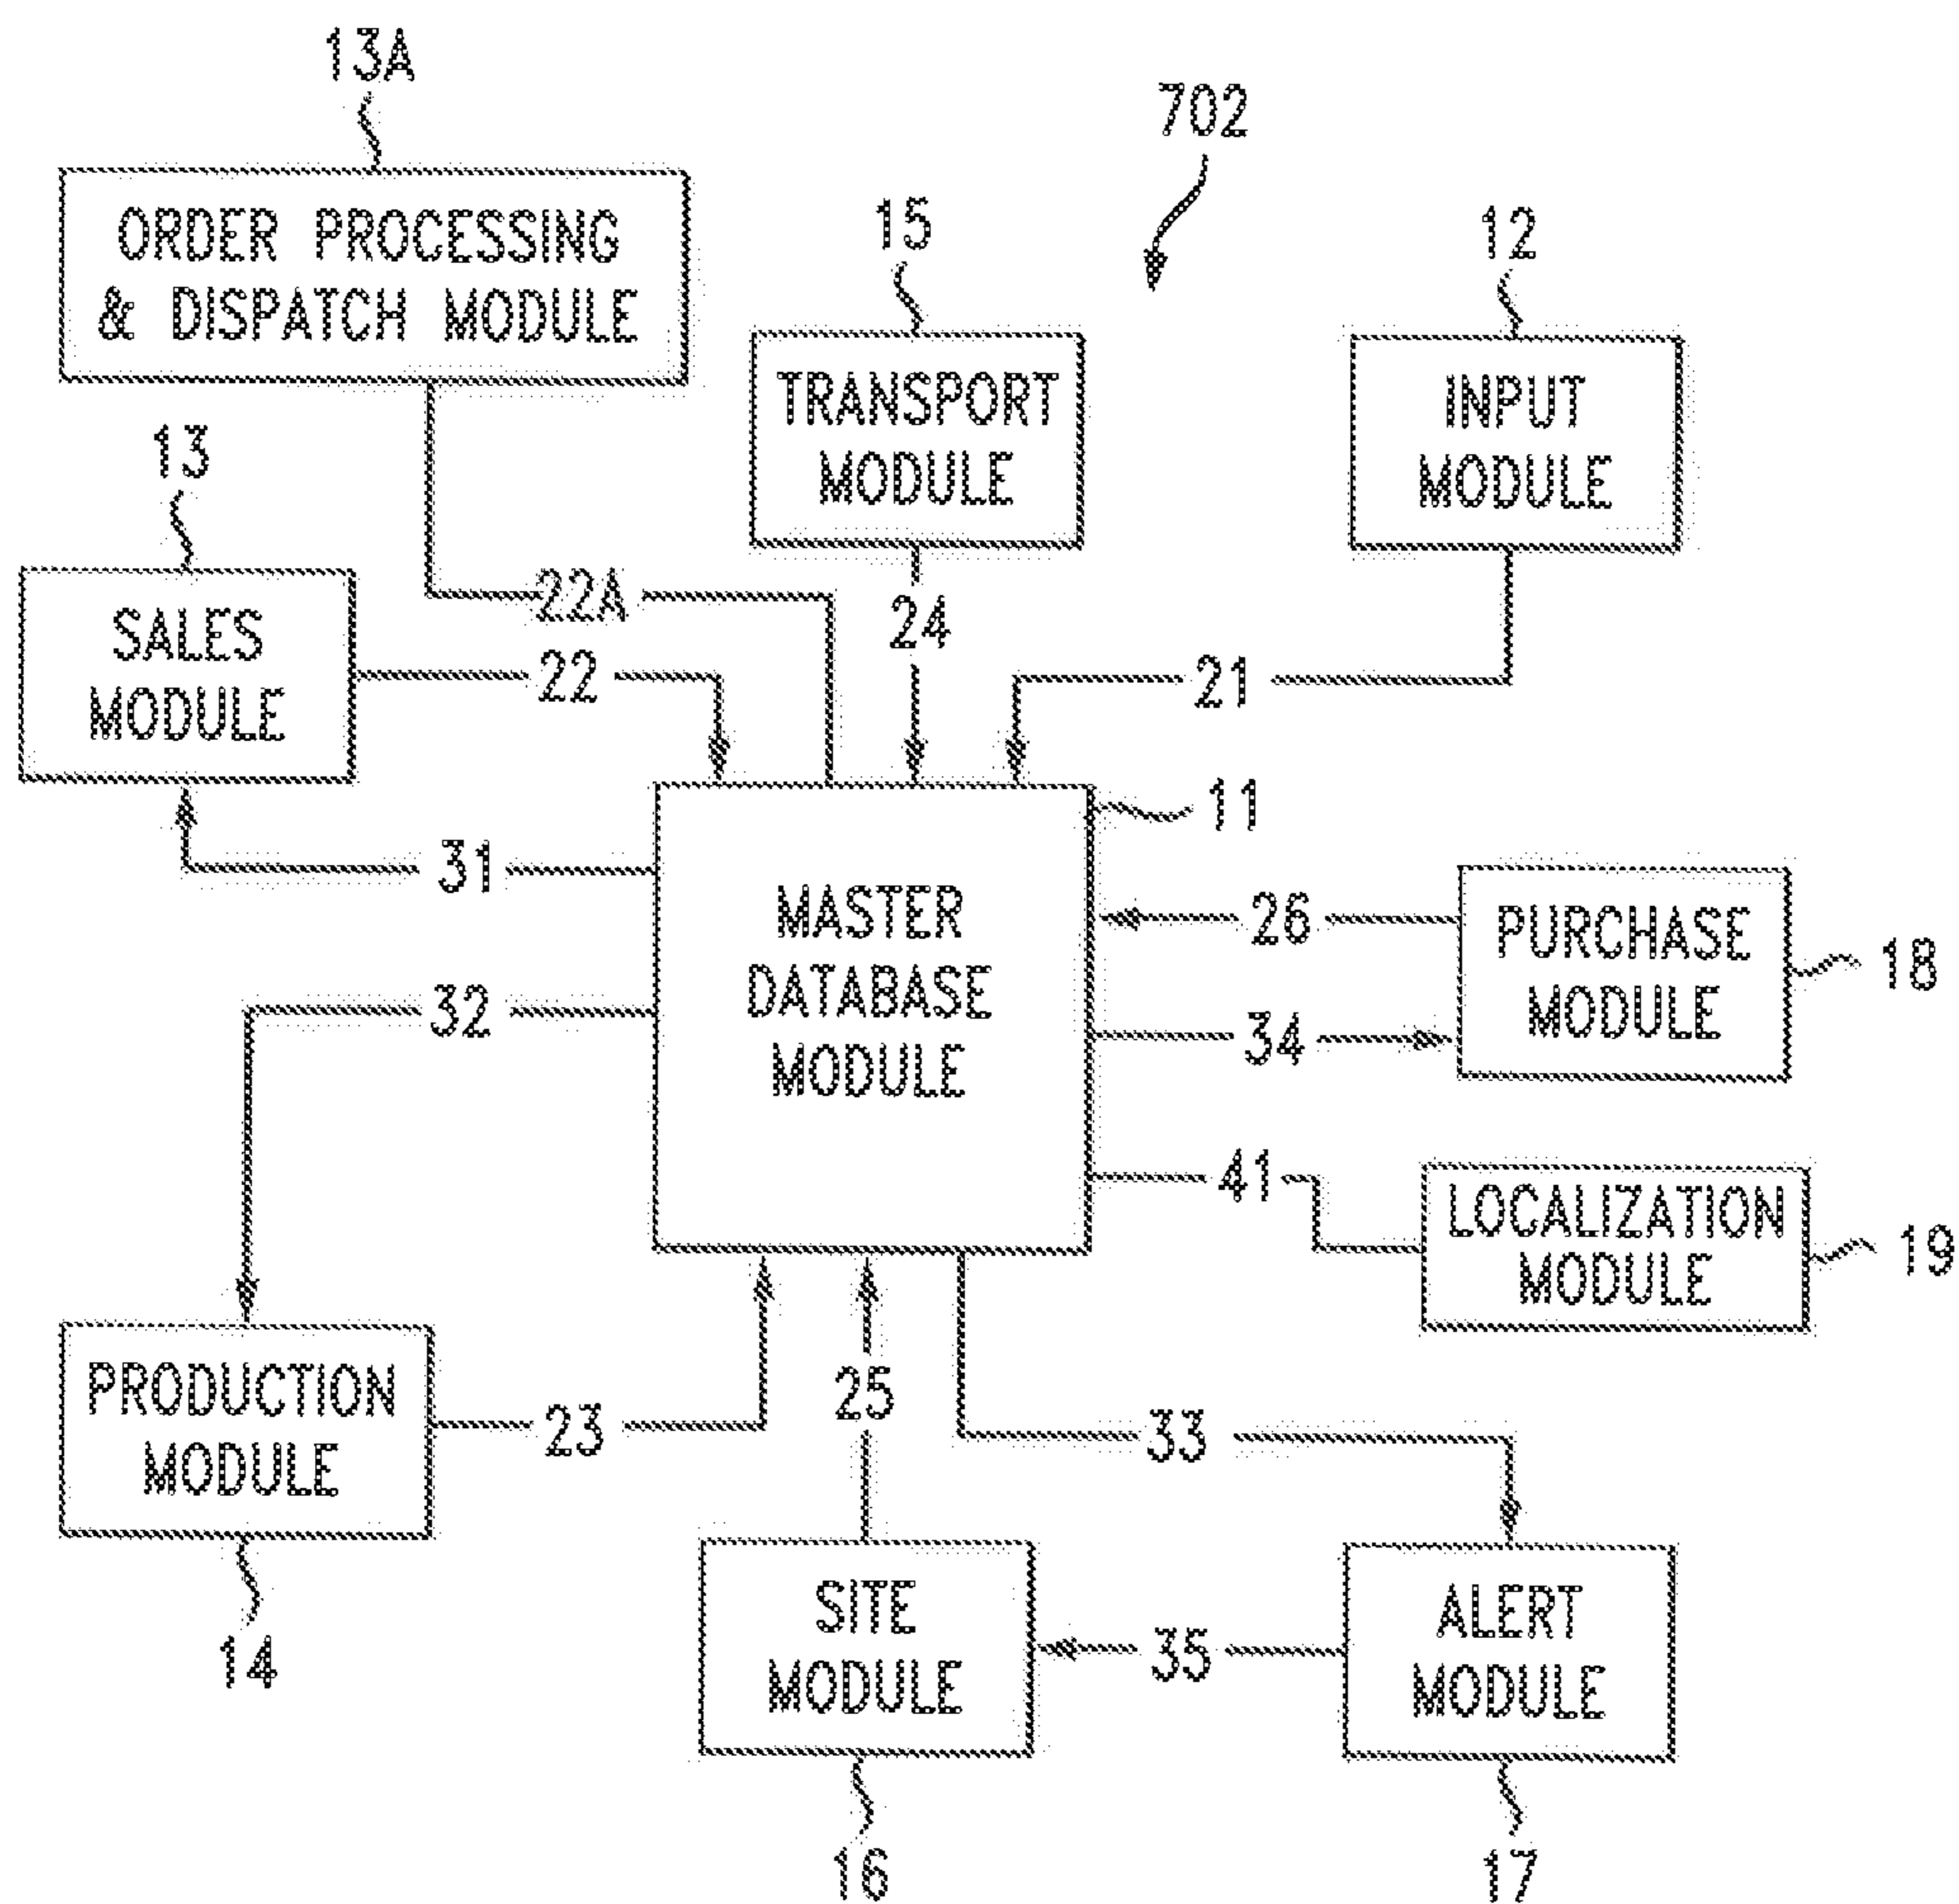 13A
702
ORDER PROCESSING
& DISPATCH MODULE
15
12
TRANSPORT
MODULE
INPUT
MODULE
13
SALES
MODULE
22A
24
22
21
11
31
MASTER
DATABASE
MODULE
26
PURCHASE
MODULE
18
32
34
41
LOCALIZATION
MODULE
19
PRODUCTION
MODULE
23
25
33
14
SITE
MODULE
35
ALERT
MODULE
16
17